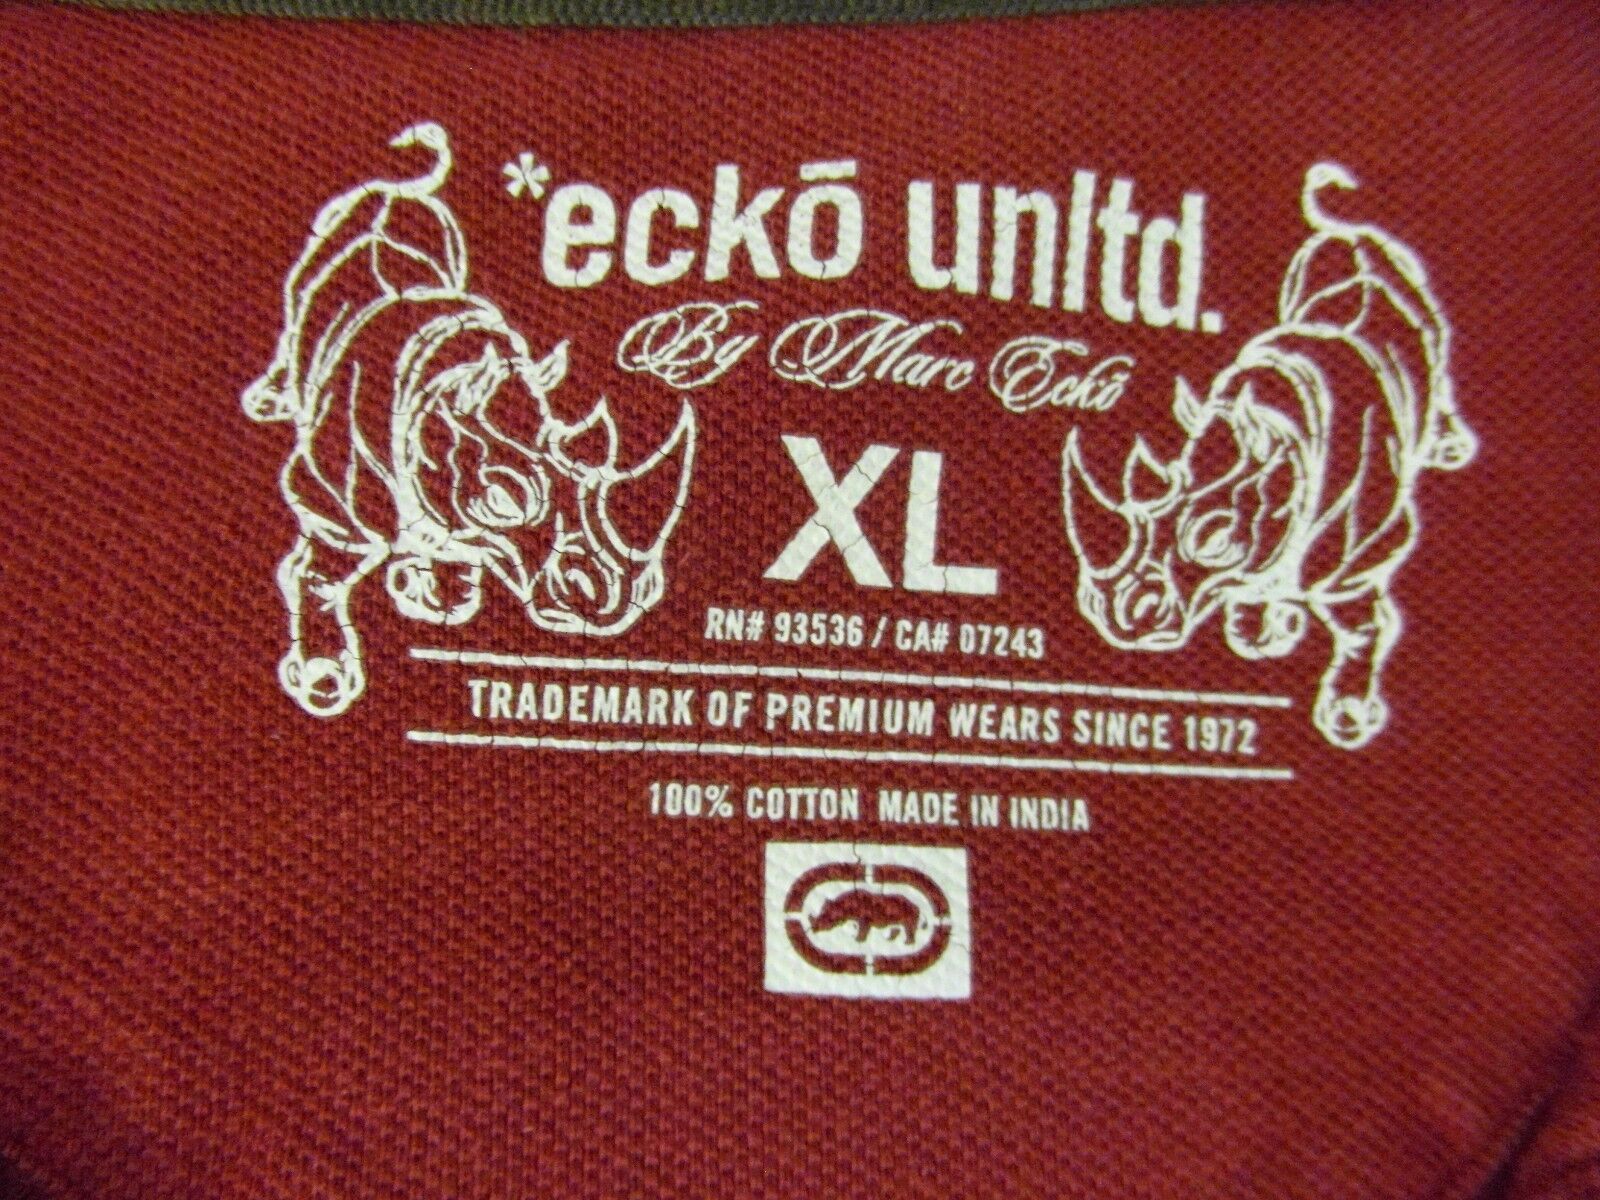 *eckō unltd.
By Marc Eckō
XL
RN# 93536 / CA# 07243
TRADEMARK OF PREMIUM WEARS SINCE 1972
100% COTTON MADE IN INDIA